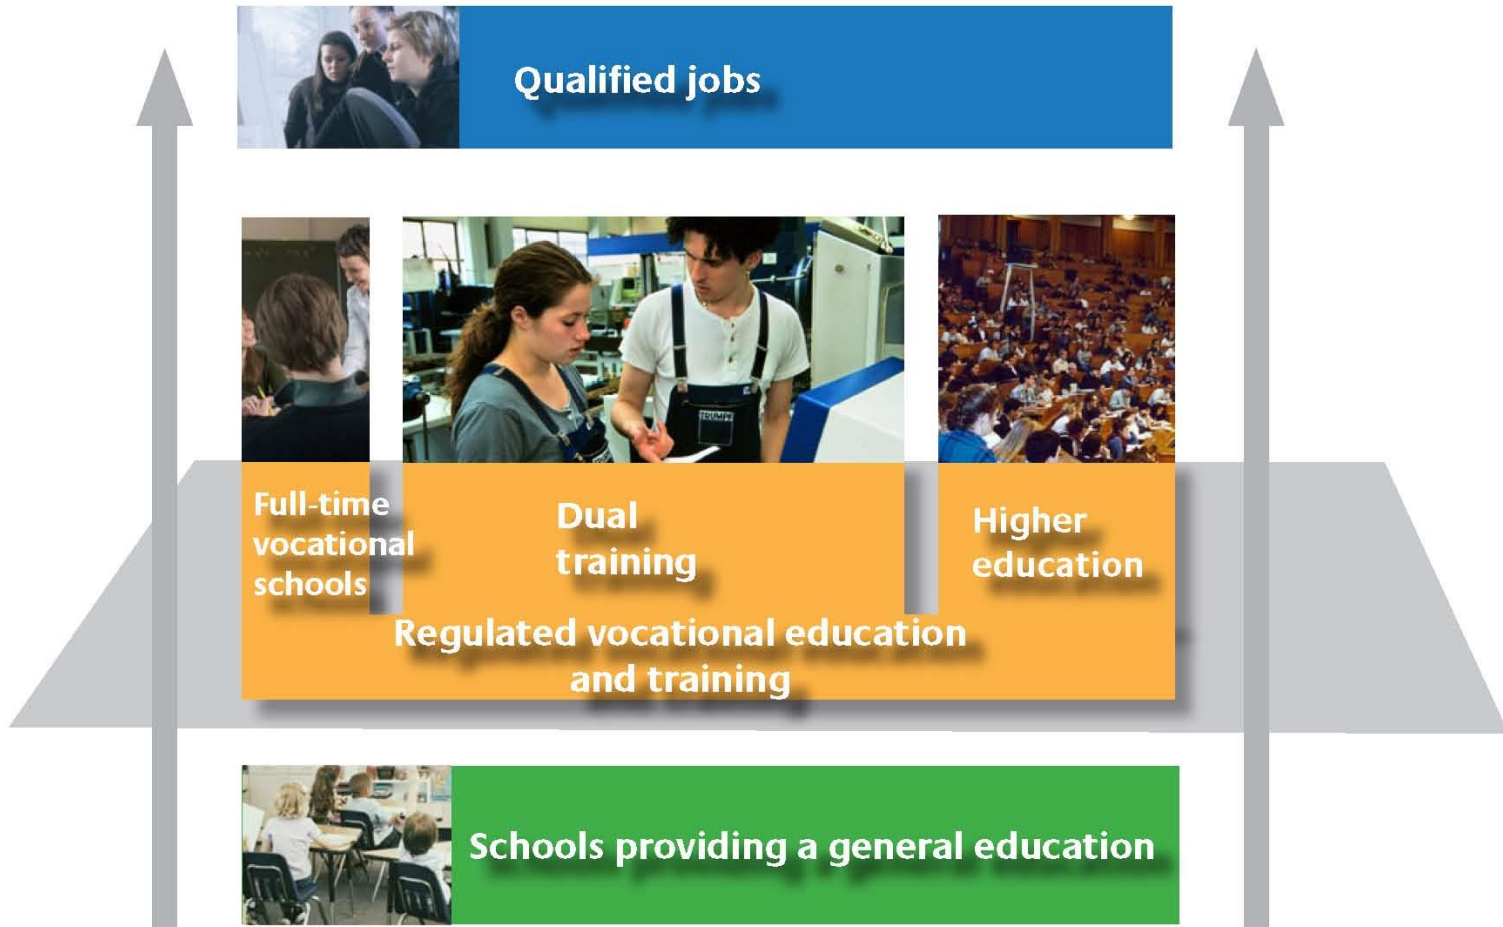 Qualified jobs
TRUMPF
Full-time
vocational
schools
Dual
training
Higher
education
Regulated vocational education
and training
Schools providing a general education